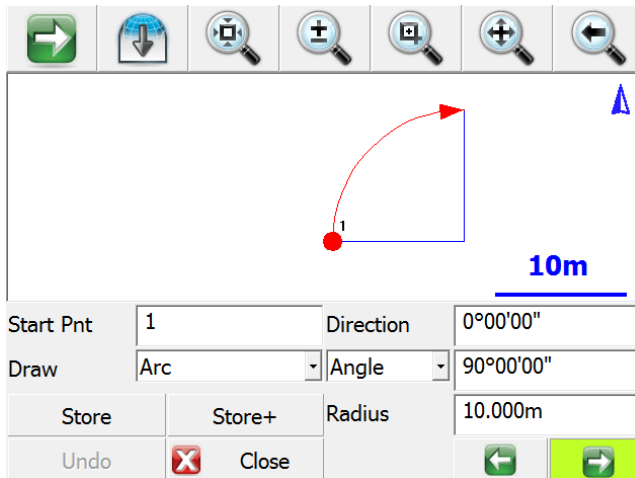 1
10m
Start Pnt 1 Direction 0°00'00"
Draw Arc Angle 90°00'00"
Store Store+ Radius 10.000m
Undo Close